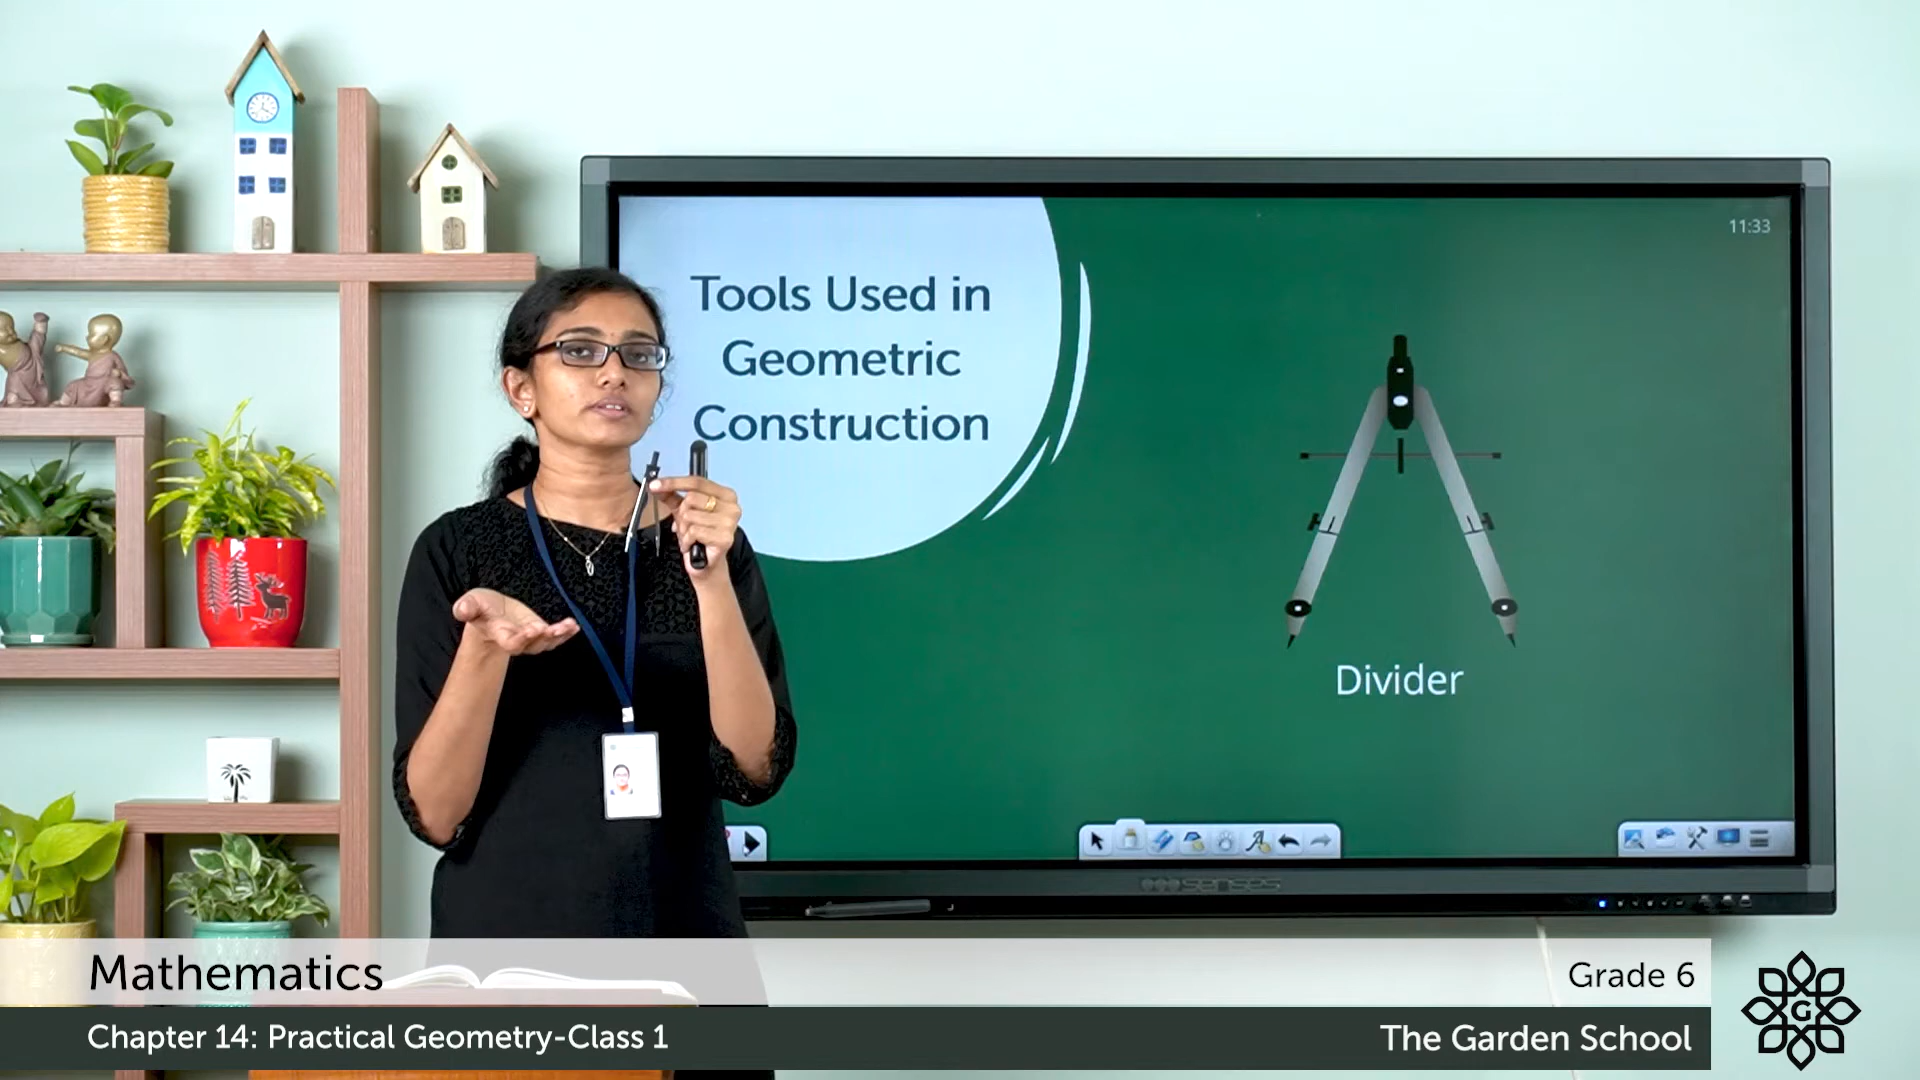 11:33
Tools Used in
Geometric
Construction
Divider
senses
Mathematics
Grade 6
Chapter 14: Practical Geometry-Class 1
The Garden School
G